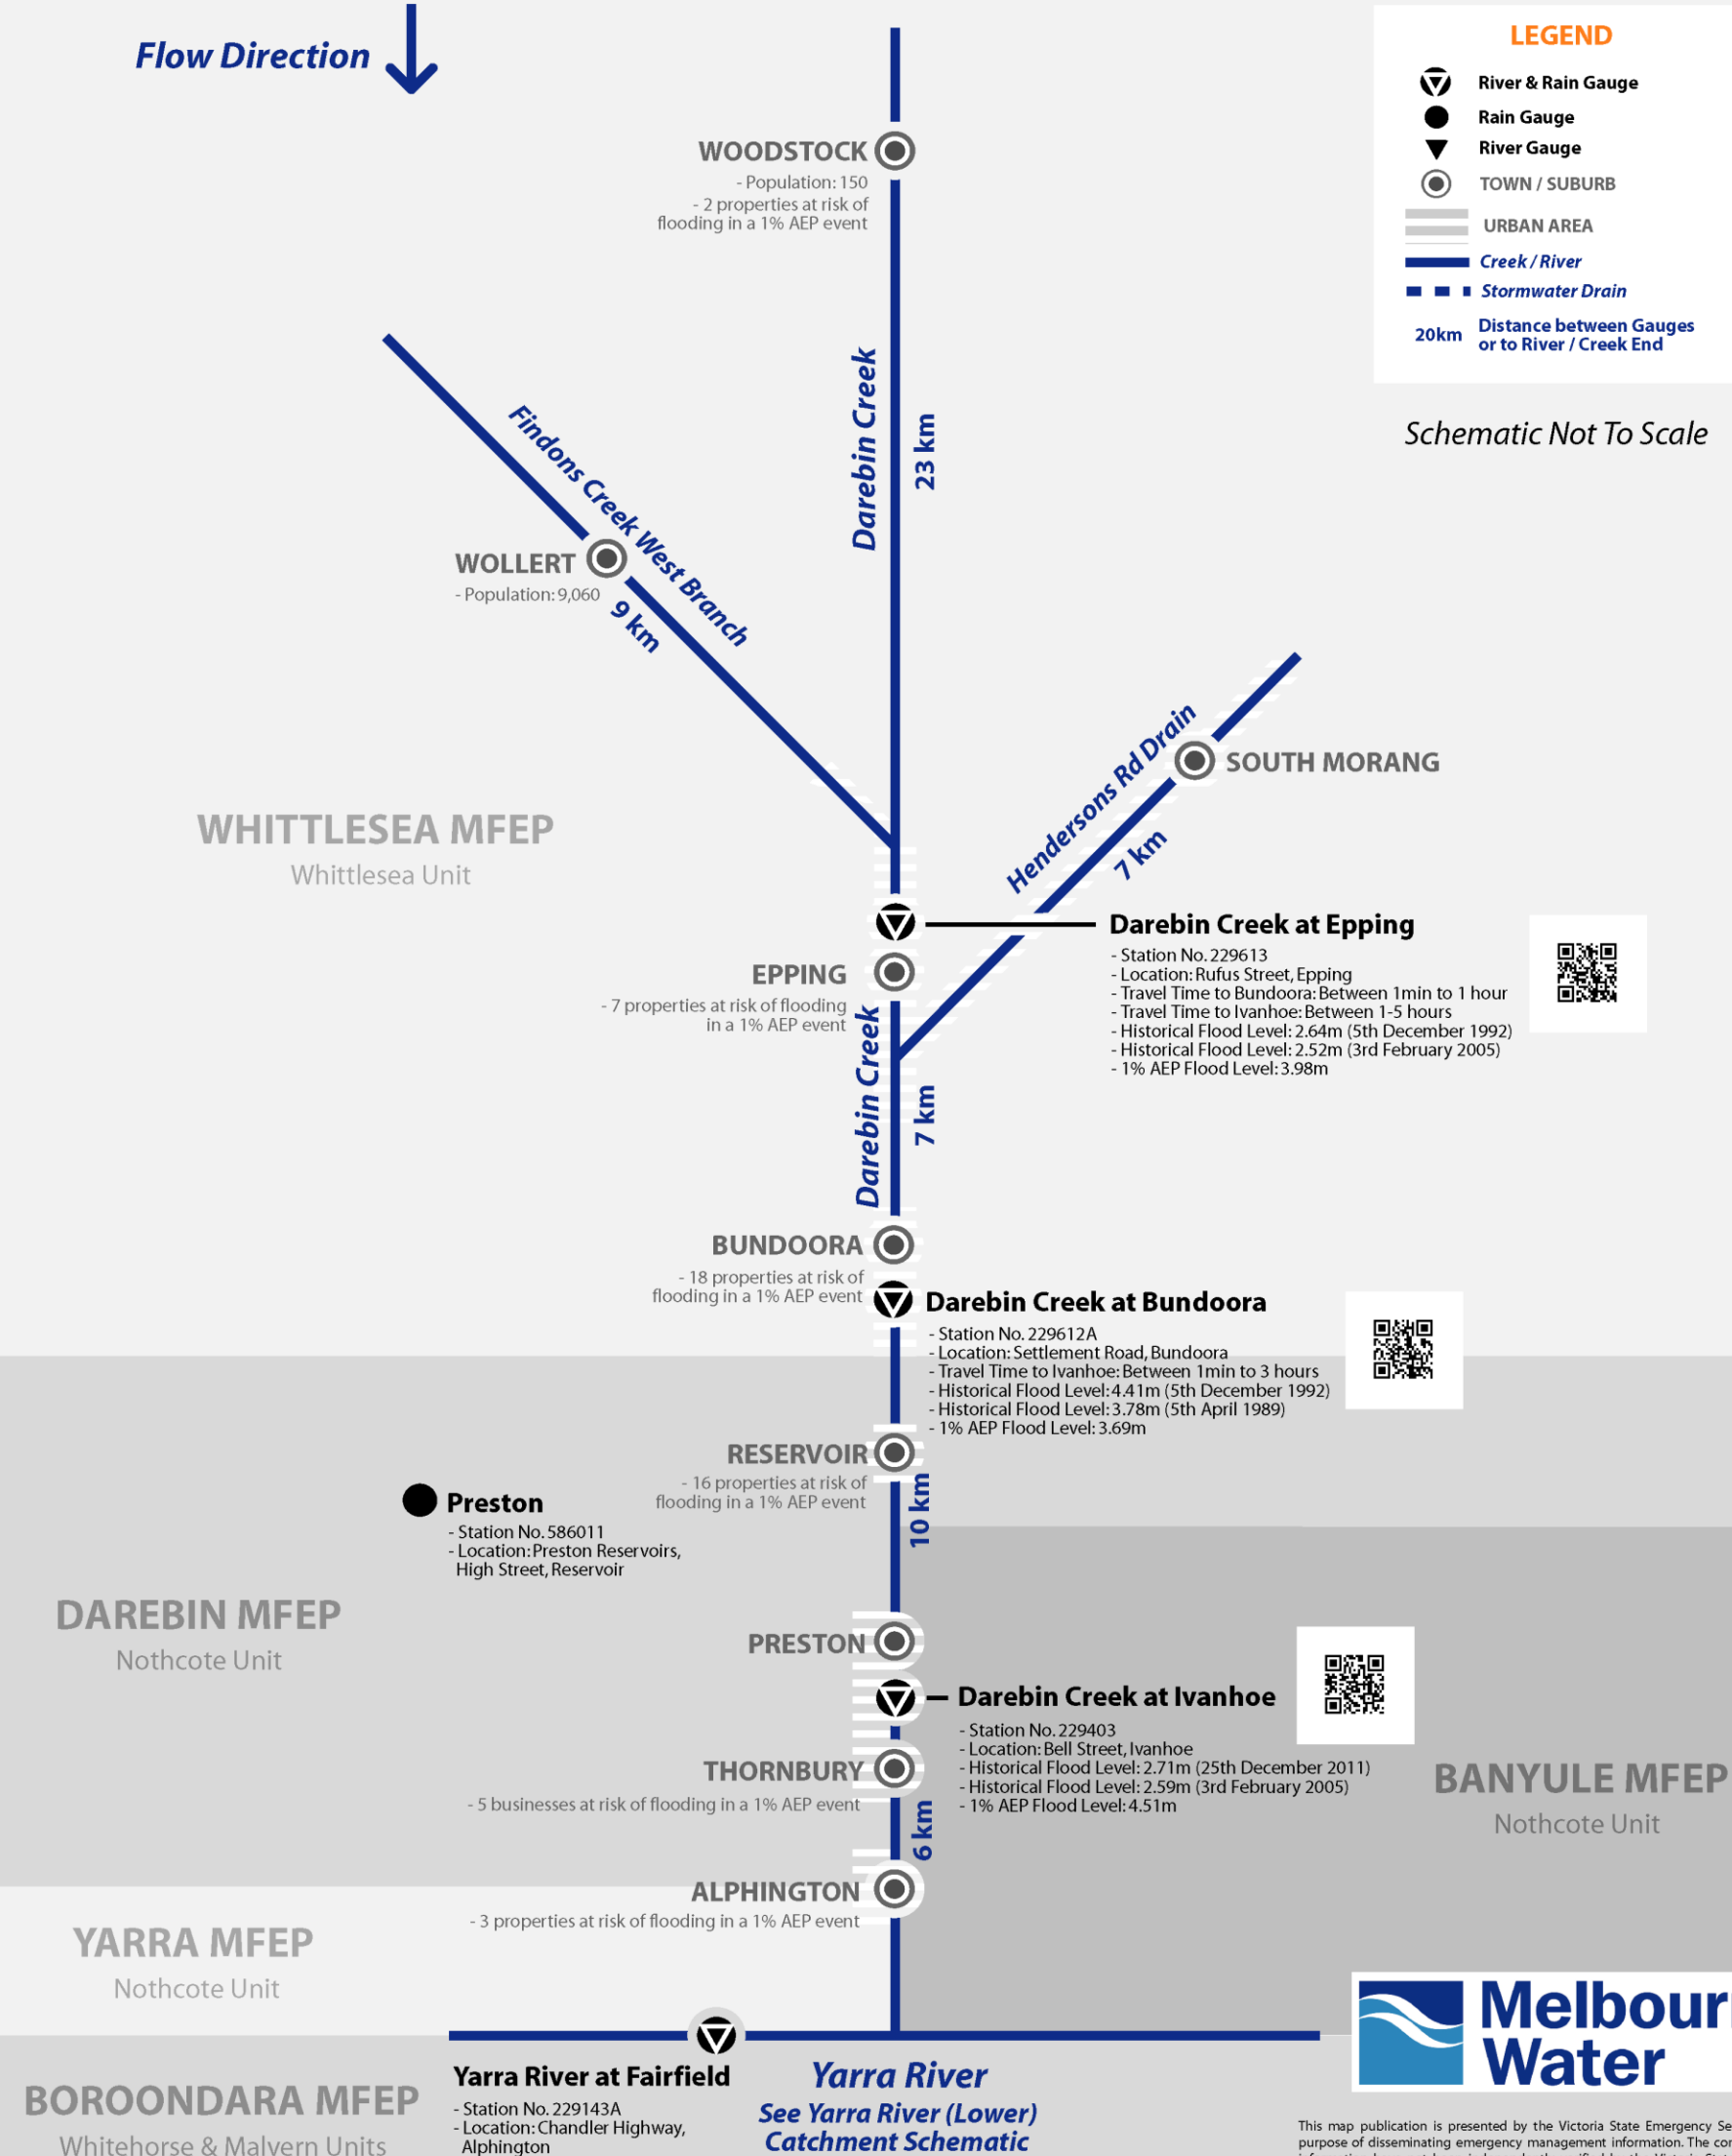 Flow Direction
LEGEND
River & Rain Gauge
Rain Gauge
River Gauge
TOWN / SUBURB
URBAN AREA
Creek / River
Stormwater Drain
20km
Distance between Gauges
or to River / Creek End
Schematic Not To Scale
WOODSTOCK
- Population: 150
- 2 properties at risk of
flooding in a 1% AEP event
Darebin Creek
23 km
Findons Creek West Branch
WOLLERT
- Population: 9,060
9 km
Hendersons Rd Drain
SOUTH MORANG
7 km
WHITTLESEA MFEP
Whittlesea Unit
Darebin Creek at Epping
- Station No. 229613
- Location: Rufus Street, Epping
- Travel Time to Bundoora: Between 1min to 1 hour
- Travel Time to Ivanhoe: Between 1-5 hours
- Historical Flood Level: 2.64m (5th December 1992)
- Historical Flood Level: 2.52m (3rd February 2005)
- 1% AEP Flood Level: 3.98m
EPPING
- 7 properties at risk of flooding
in a 1% AEP event
Darebin Creek
7 km
BUNDOORA
- 18 properties at risk of
flooding in a 1% AEP event
Darebin Creek at Bundoora
- Station No. 229612A
- Location: Settlement Road, Bundoora
- Travel Time to Ivanhoe: Between 1min to 3 hours
- Historical Flood Level: 4.41m (5th December 1992)
- Historical Flood Level: 3.78m (5th April 1989)
- 1% AEP Flood Level: 3.69m
RESERVOIR
- 16 properties at risk of
flooding in a 1% AEP event
10 km
Preston
- Station No. 586011
- Location: Preston Reservoirs,
High Street, Reservoir
DAREBIN MFEP
Nothcote Unit
PRESTON
Darebin Creek at Ivanhoe
- Station No. 229403
- Location: Bell Street, Ivanhoe
- Historical Flood Level: 2.71m (25th December 2011)
- Historical Flood Level: 2.59m (3rd February 2005)
- 1% AEP Flood Level: 4.51m
THORNBURY
- 5 businesses at risk of flooding in a 1% AEP event
6 km
BANYULE MFEP
Nothcote Unit
ALPHINGTON
- 3 properties at risk of flooding in a 1% AEP event
YARRA MFEP
Nothcote Unit
Yarra River at Fairfield
- Station No. 229143A
- Location: Chandler Highway,
Alphington
Yarra River
See Yarra River (Lower)
Catchment Schematic
BOROONDARA MFEP
Whitehorse & Malvern Units
Melbour
Water
This map publication is presented by the Victoria State Emergency Se
purpose of disseminating emergency management information. The co